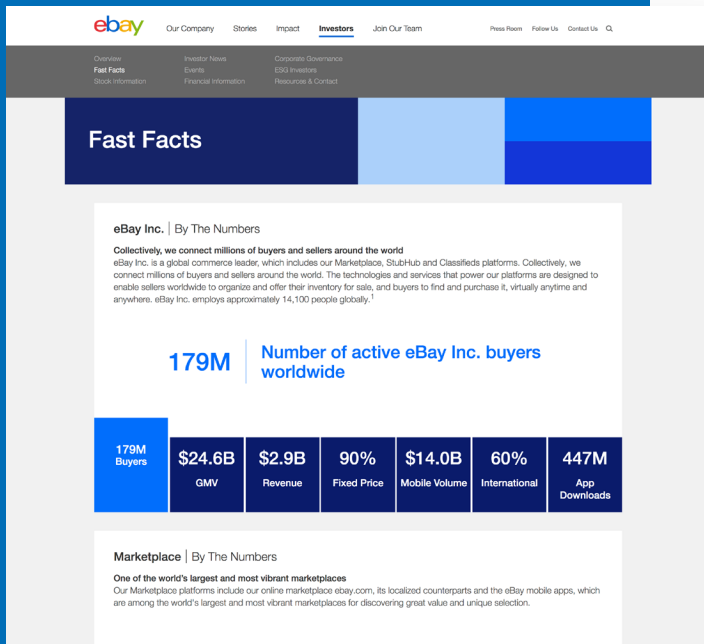 ebay
Our Company Stories Impact Investors Join Our Team Press Room Follow Us Contact Us
Overview Investor News Corporate Governance
Fast Facts Events ESG Investors
Stock Information Financial Information Resources & Contact
Fast Facts
eBay Inc. | By The Numbers
Collectively, we connect millions of buyers and sellers around the world
eBay Inc. is a global commerce leader, which includes our Marketplace, StubHub and Classifieds platforms. Collectively, we
connect millions of buyers and sellers around the world. The technologies and services that power our platforms are designed to
enable sellers worldwide to organize and offer their inventory for sale, and buyers to find and purchase it, virtually anytime and
anywhere. eBay Inc. employs approximately 14,100 people globally.1
179M
Number of active eBay Inc. buyers
worldwide
179M
Buyers
$24.6B
GMV
$2.9B
Revenue
90%
Fixed Price
$14.0B
Mobile Volume
60%
International
447M
App
Downloads
Marketplace | By The Numbers
One of the world's largest and most vibrant marketplaces
Our Marketplace platforms include our online marketplace ebay.com, its localized counterparts and the eBay mobile apps, which
are among the world's largest and most vibrant marketplaces for discovering great value and unique selection.